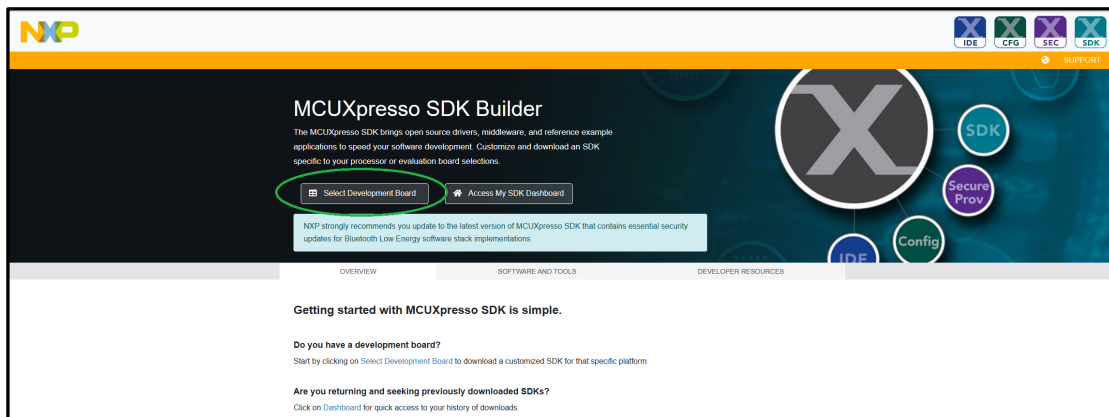 NXP
IDE CFG SEC SDK
SUPPORT
MCUXpresso SDK Builder
The MCUXpresso SDK brings open source drivers, middleware, and reference example
applications to speed your software development. Customize and download an SDK
specific to your processor or evaluation board selections.
Select Development Board
Access My SDK Dashboard
NXP strongly recommends you update to the latest version of MCUXpresso SDK that contains essential security
updates for Bluetooth Low Energy software stack implementations.
SDK
Secure
Prov
Config
IDE
OVERVIEW SOFTWARE AND TOOLS DEVELOPER RESOURCES
Getting started with MCUXpresso SDK is simple.
Do you have a development board?
Start by clicking on Select Development Board to download a customized SDK for that specific platform.
Are you returning and seeking previously downloaded SDKs?
Click on Dashboard for quick access to your history of downloads.